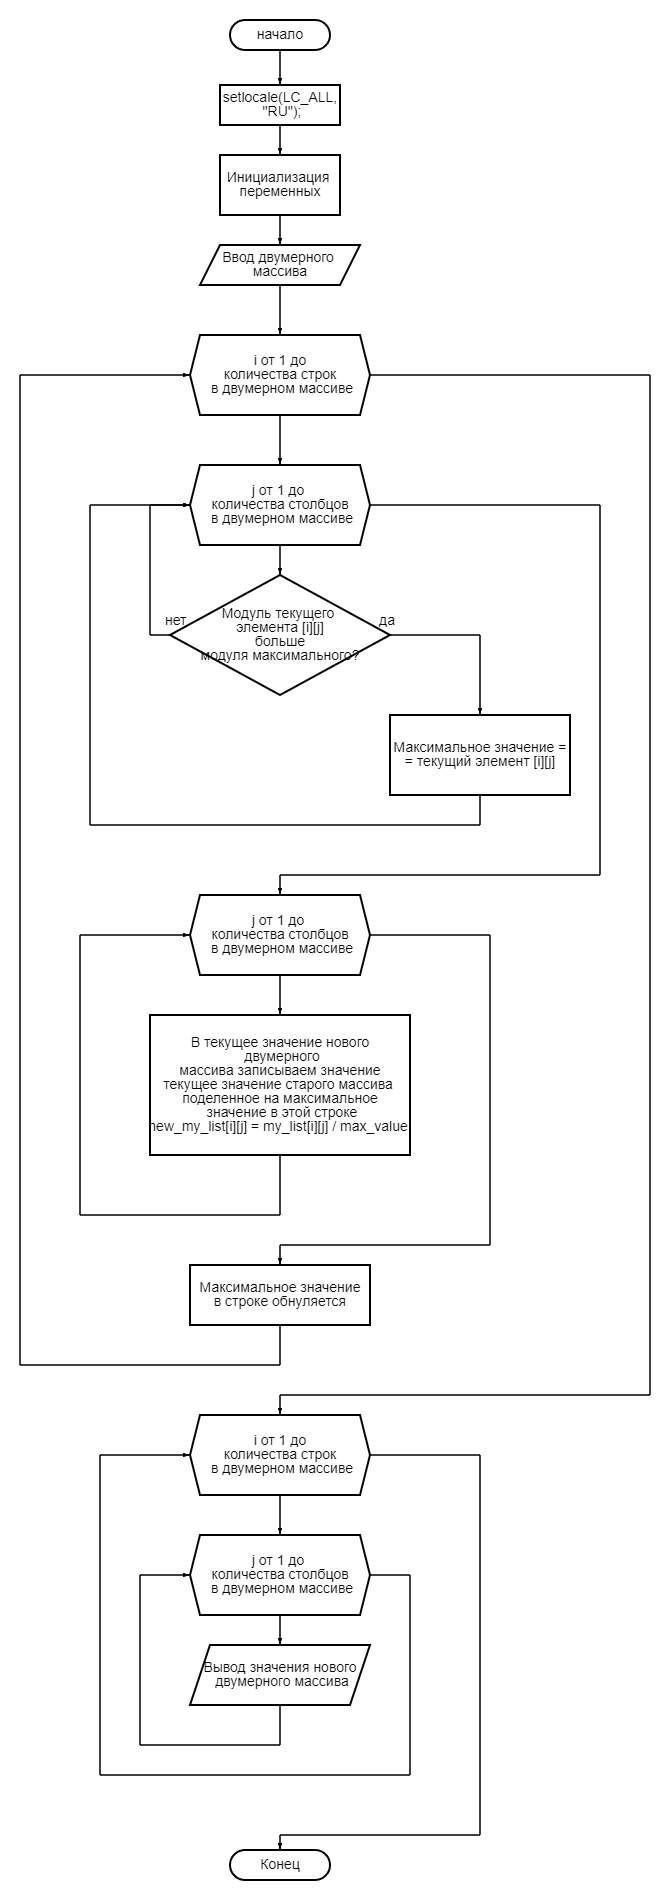 начало
setlocale(LC_ALL,
"RU");
Инициализация
переменных
Ввод двумерного
массива
i от 1 до
количества строк
в двумерном массиве
j от 1 до
количества столбцов
в двумерном массиве
нет
Модуль текущего
элемента [i][j]
больше
модуля максимального?
да
Максимальное значение =
= текущий элемент [i][j]
j от 1 до
количества столбцов
в двумерном массиве
В текущее значение нового
двумерного
массива записываем значение
текущее значение старого массива
поделенное на максимальное
значение в этой строке
new_my_list[i][j] = my_list[i][j] / max_value
Максимальное значение
в строке обнуляется
i от 1 до
количества строк
в двумерном массиве
j от 1 до
количества столбцов
в двумерном массиве
Вывод значения нового
двумерного массива
Конец